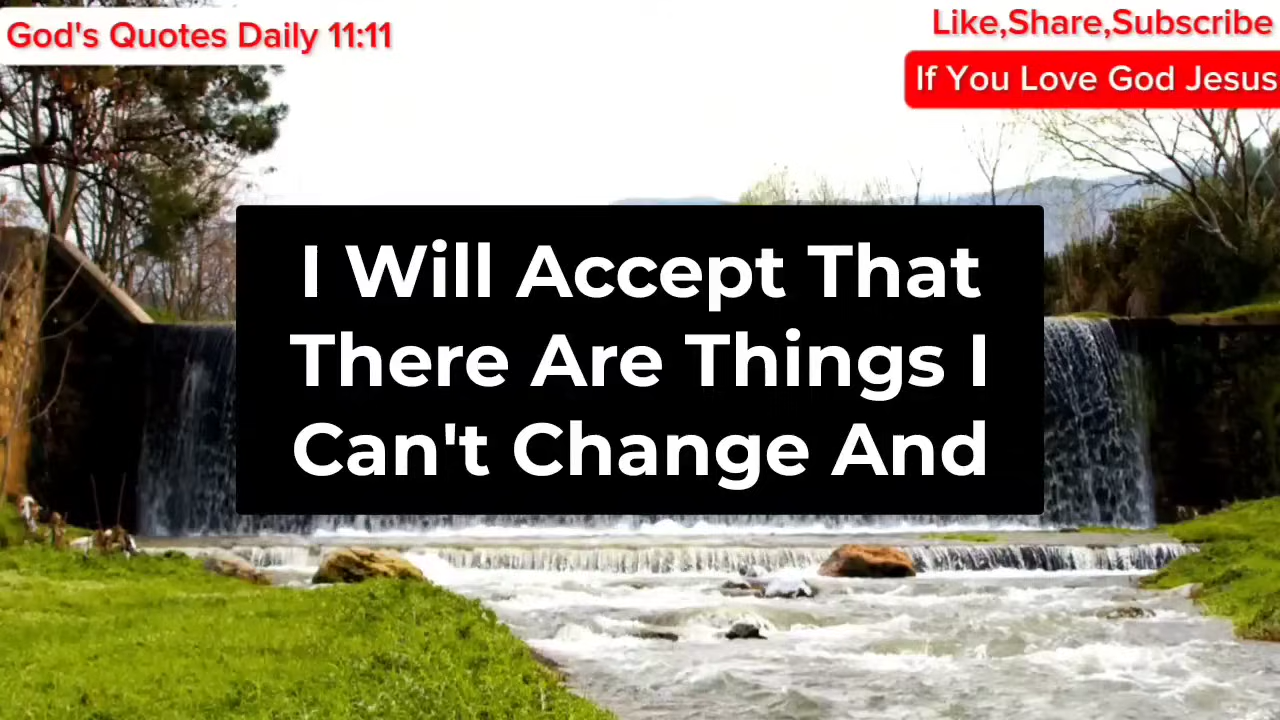 God's Quotes Daily 11:11
Like,Share,Subscribe
If You Love God Jesus
I Will Accept That
There Are Things I
Can't Change And